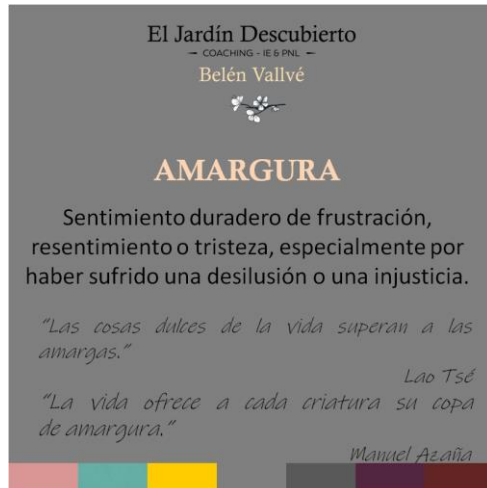 El Jardín Descubierto
COACHING - IE & PNL
Belén Vallvé
AMARGURA
Sentimiento duradero de frustración,
resentimiento o tristeza, especialmente por
haber sufrido una desilusión o una injusticia.
"Las cosas dulces de la vida superan a las
amargas."
Lao Tsé
"La vida ofrece a cada criatura su copa
de amargura."
Manuel Azaña